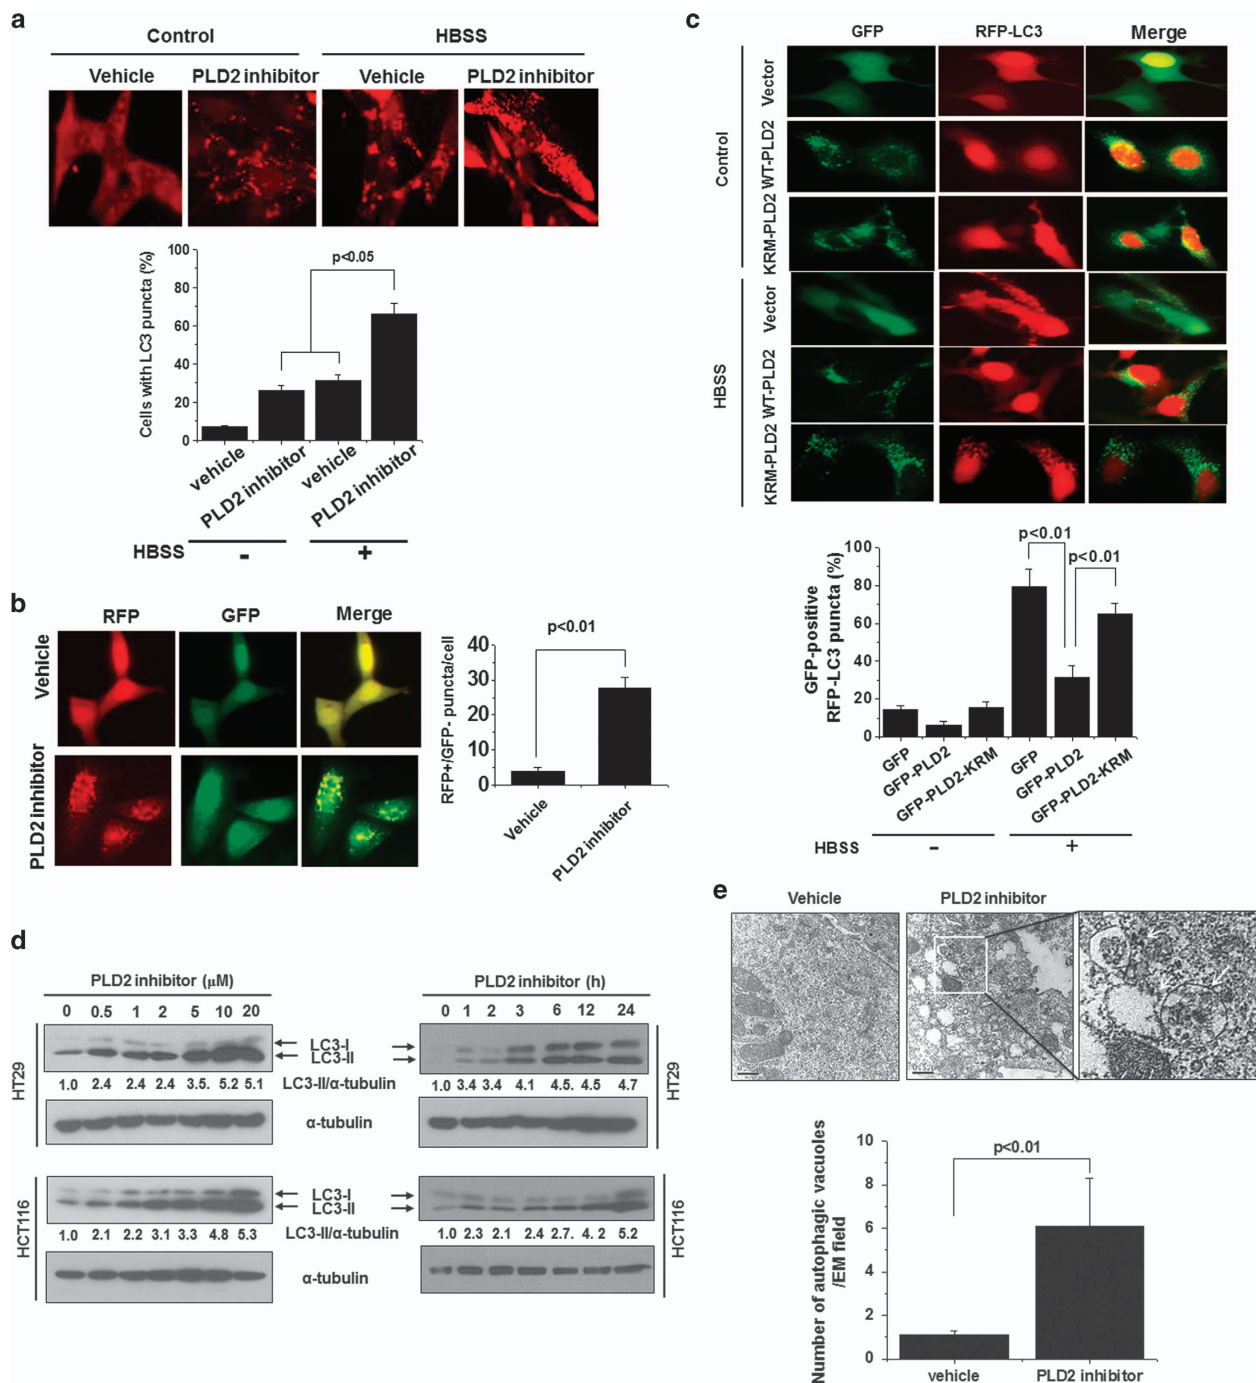 a
Control HBSS
Vehicle PLD2 inhibitor Vehicle PLD2 inhibitor
p<0.05
Cells with LC3 puncta (%)
100
80
60
40
20
0
vehicle PLD2 inhibitor vehicle PLD2 inhibitor
HBSS - +
b
RFP GFP Merge
Vehicle
PLD2 inhibitor
p<0.01
RFP+/GFP- puncta/cell
40
30
20
10
0
Vehicle PLD2 inhibitor
c
GFP RFP-LC3 Merge
Control
Vector
WT-PLD2
KRM-PLD2
HBSS
Vector
WT-PLD2
KRM-PLD2
p<0.01
p<0.01
GFP-positive
RFP-LC3 puncta (%)
100
80
60
40
20
0
GFP GFP-PLD2 GFP-PLD2-KRM GFP GFP-PLD2 GFP-PLD2-KRM
HBSS - +
d
PLD2 inhibitor (μM) PLD2 inhibitor (h)
0 0.5 1 2 5 10 20 0 1 2 3 6 12 24
HT29 LC3-I HT29
LC3-II
1.0 2.4 2.4 2.4 3.5. 5.2 5.1 LC3-II/α-tubulin 1.0 3.4 3.4 4.1 4.5. 4.5 4.7
α-tubulin
HCT116 LC3-I HCT116
LC3-II
1.0 2.1 2.2 3.1 3.3 4.8 5.3 LC3-II/α-tubulin 1.0 2.3 2.1 2.4 2.7. 4. 2 5.2
α-tubulin
e
Vehicle PLD2 inhibitor
p<0.01
Number of autophagic vacuoles
/EM field
10
8
6
4
2
0
vehicle PLD2 inhibitor